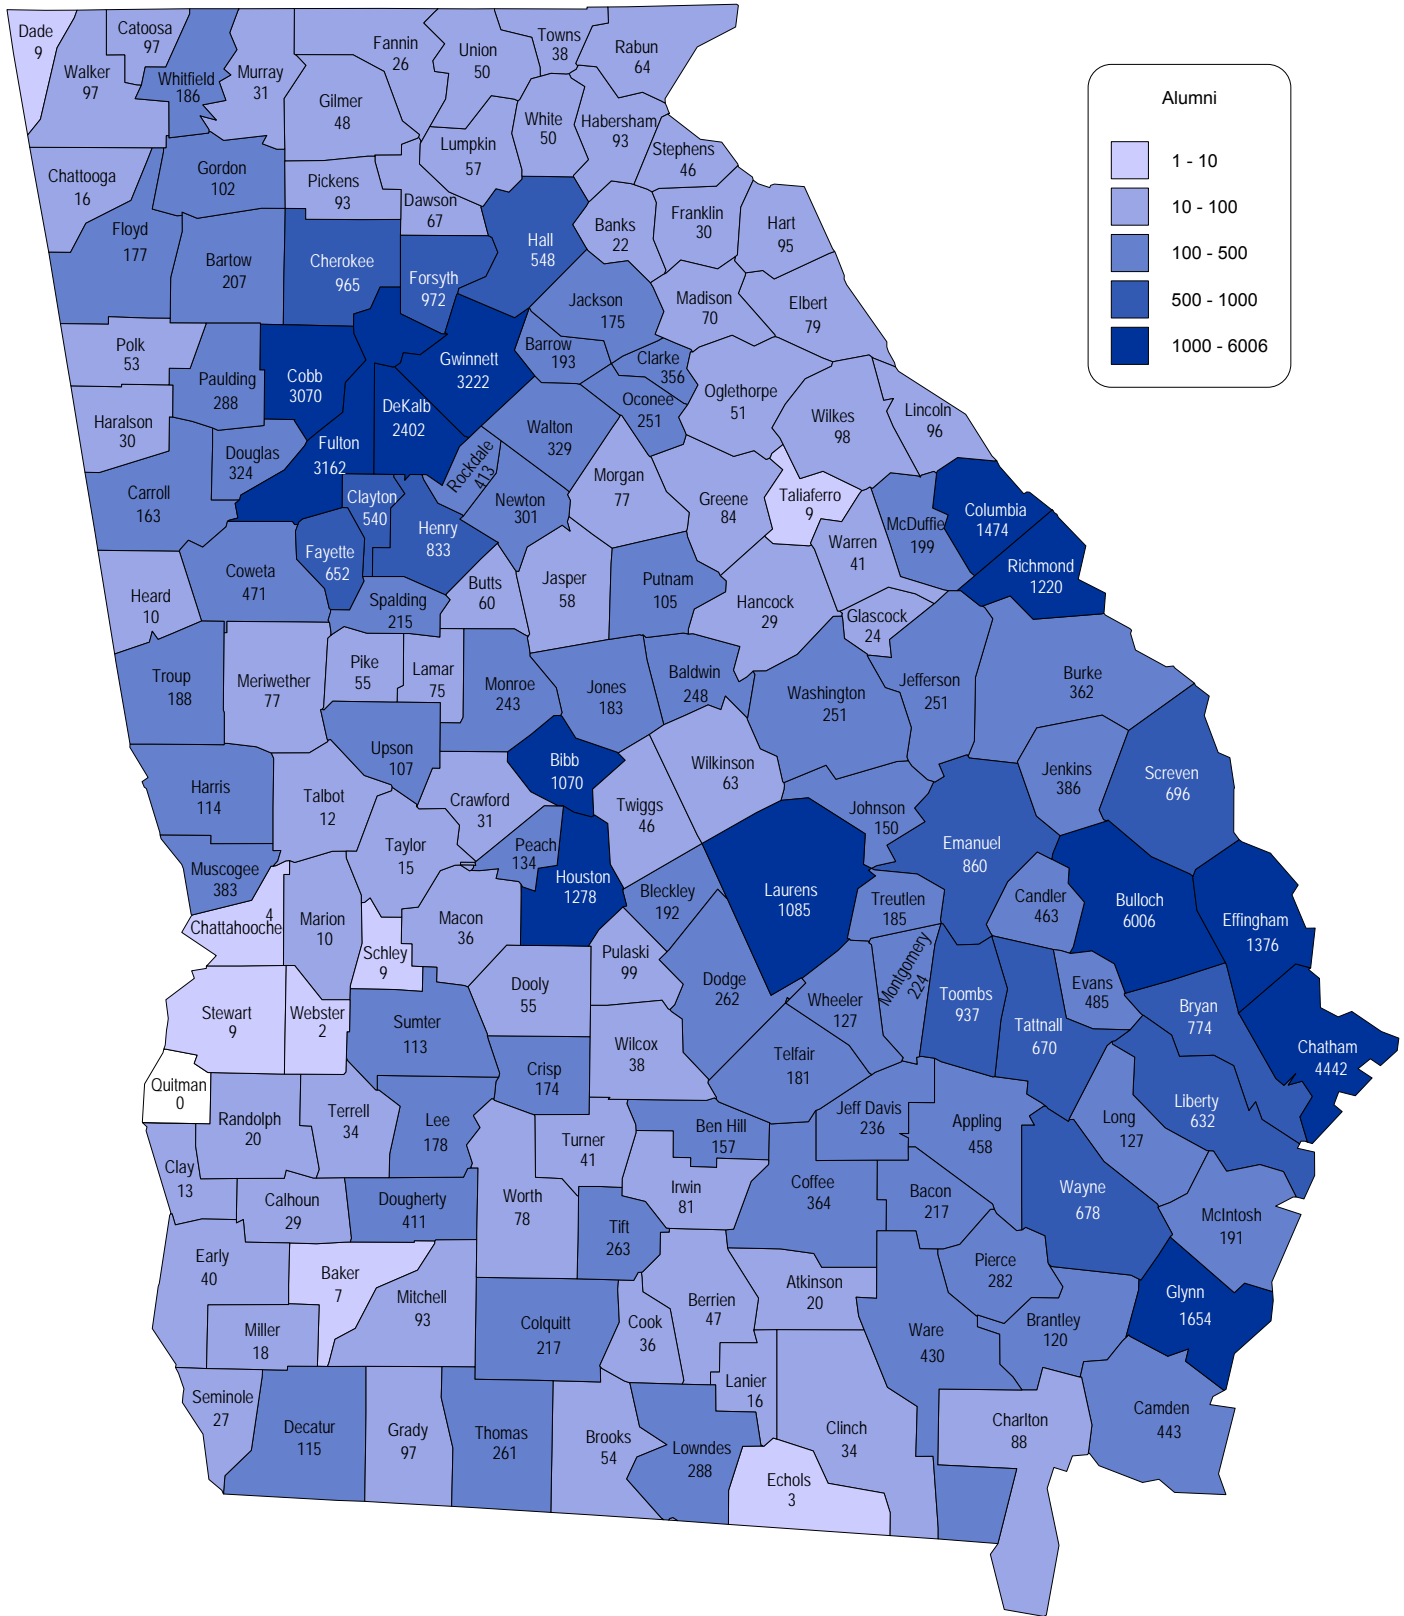 Dade
9
Walker
97
Catoosa
97
Whitfield
186
Murray
31
Fannin
26
Gilmer
48
Union
50
Towns
38
Rabun
64
White
50
Habersham
93
Stephens
46
Lumpkin
57
Chattooga
16
Gordon
102
Pickens
93
Dawson
67
Floyd
177
Bartow
207
Cherokee
965
Forsyth
972
Hall
548
Banks
22
Franklin
30
Hart
95
Jackson
175
Madison
70
Elbert
79
Polk
53
Paulding
288
Cobb
3070
Gwinnett
3222
Barrow
193
Clarke
356
Oconee
251
Oglethorpe
51
Wilkes
98
Lincoln
96
Haralson
30
Douglas
324
Fulton
3162
DeKalb
2402
Rockdale
413
Walton
329
Morgan
77
Greene
84
Taliaferro
9
McDuffie
199
Columbia
1474
Richmond
1220
Carroll
163
Clayton
540
Henry
833
Newton
301
Fayette
652
Coweta
471
Heard
10
Spalding
215
Butts
60
Jasper
58
Putnam
105
Hancock
29
Warren
41
Glascock
24
Troup
188
Meriwether
77
Pike
55
Lamar
75
Monroe
243
Jones
183
Baldwin
248
Washington
251
Jefferson
251
Burke
362
Upson
107
Bibb
1070
Wilkinson
63
Jenkins
386
Screven
696
Harris
114
Talbot
12
Crawford
31
Twiggs
46
Johnson
150
Emanuel
860
Taylor
15
Peach
134
Houston
1278
Muscogee
383
Chattahooche
4
Marion
10
Schley
9
Macon
36
Bleckley
192
Laurens
1085
Treutlen
185
Candler
463
Bulloch
6006
Effingham
1376
Pulaski
99
Dooly
55
Dodge
262
Wheeler
127
Montgomery
224
Toombs
937
Tattnall
670
Evans
485
Bryan
774
Chatham
4442
Stewart
9
Webster
2
Sumter
113
Crisp
174
Wilcox
38
Telfair
181
Quitman
0
Randolph
20
Terrell
34
Lee
178
Turner
41
Ben Hill
157
Jeff Davis
236
Appling
458
Long
127
Liberty
632
Clay
13
Calhoun
29
Dougherty
411
Worth
78
Tift
263
Irwin
81
Coffee
364
Bacon
217
Wayne
678
McIntosh
191
Early
40
Baker
7
Mitchell
93
Miller
18
Colquitt
217
Cook
36
Berrien
47
Atkinson
20
Pierce
282
Ware
430
Brantley
120
Glynn
1654
Lanier
16
Seminole
27
Decatur
115
Grady
97
Thomas
261
Brooks
54
Lowndes
288
Clinch
34
Echols
3
Charlton
88
Camden
443
Alumni
1 - 10
10 - 100
100 - 500
500 - 1000
1000 - 6006